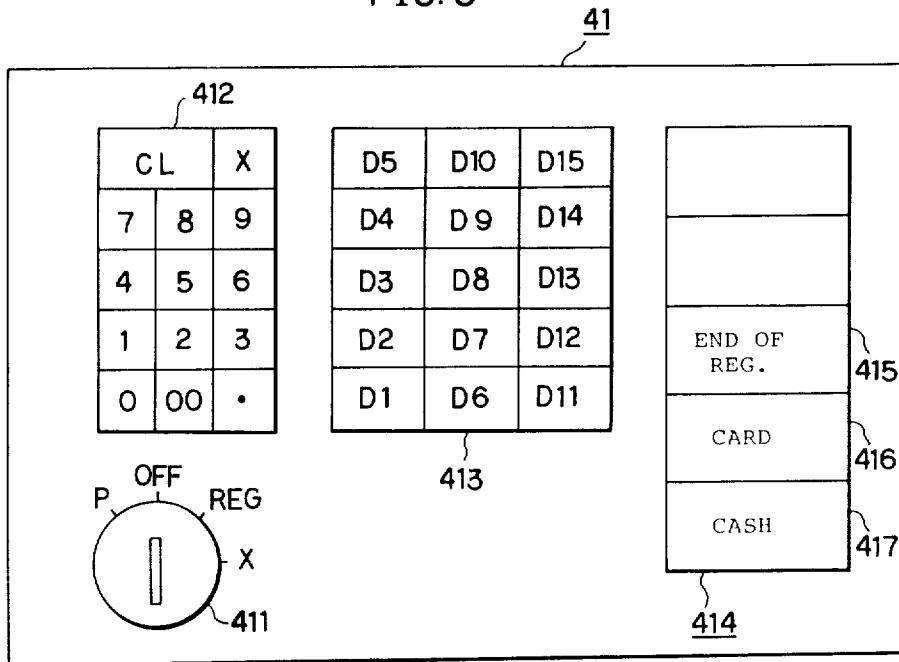 41
412
CL X
7 8 9
4 5 6
1 2 3
0 00 •
D5 D10 D15
D4 D9 D14
D3 D8 D13
D2 D7 D12
D1 D6 D11
413
END OF
REG.
415
CARD
416
CASH
417
414
P OFF REG
X
411